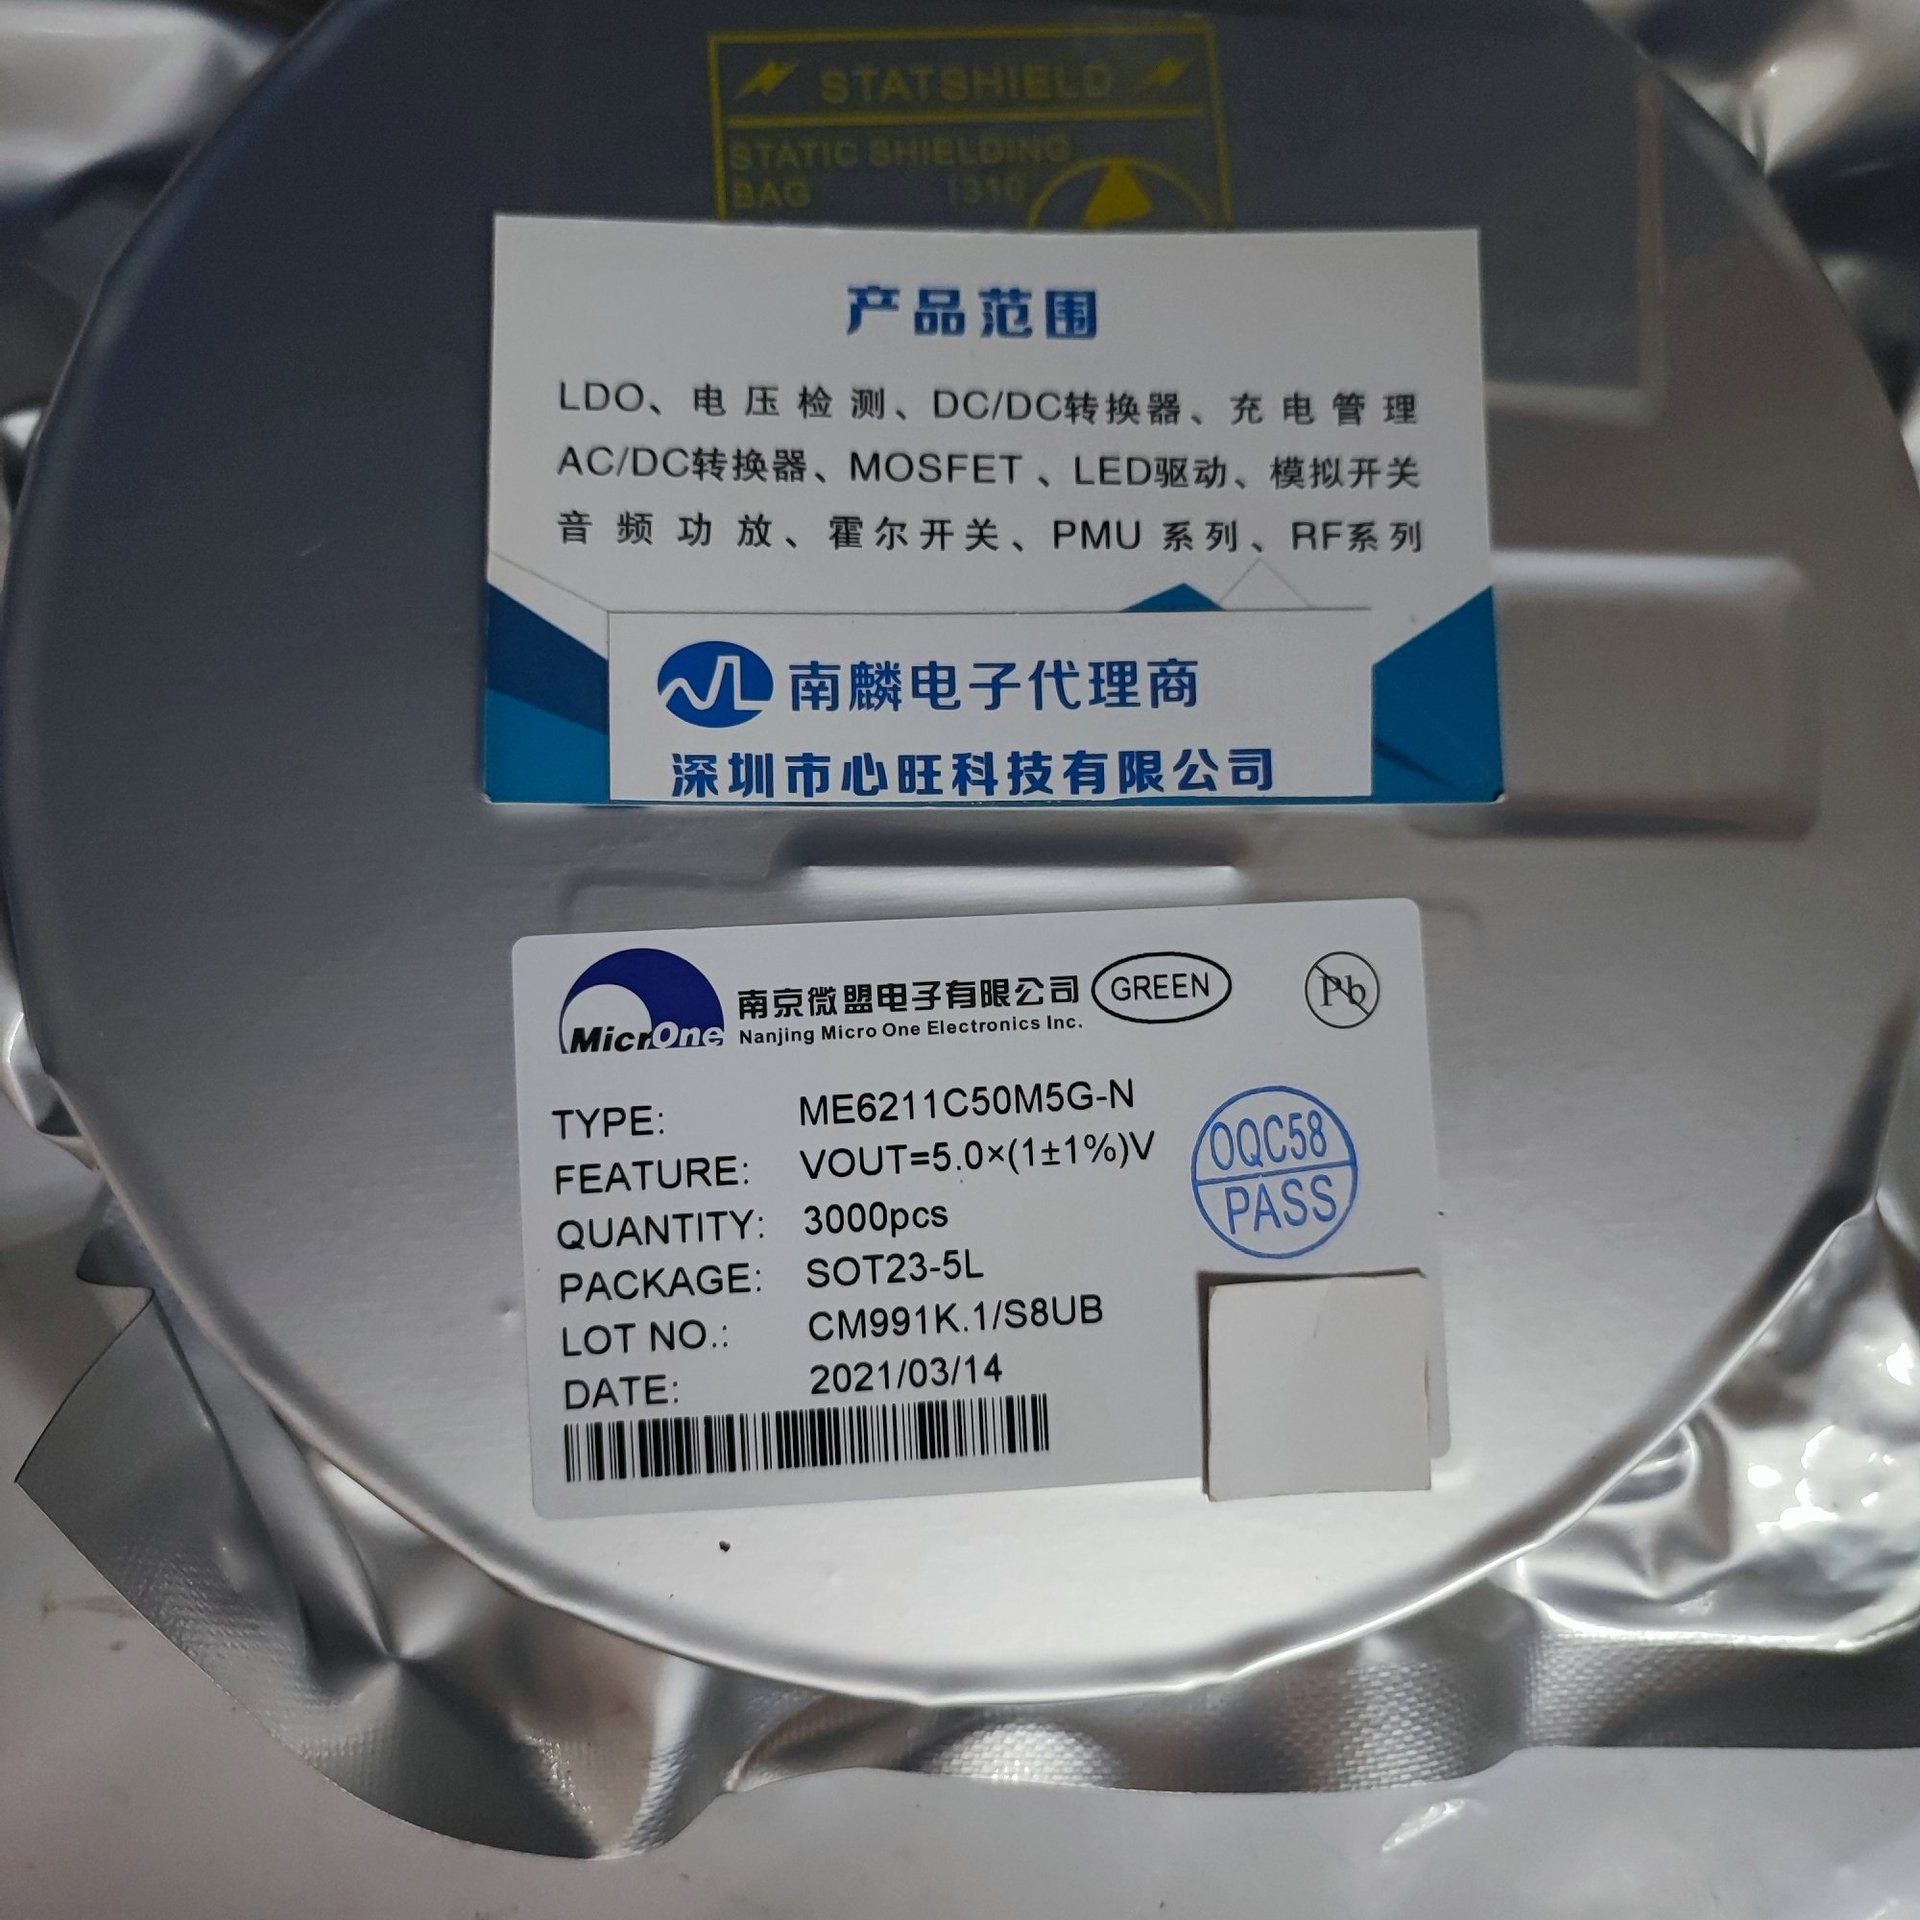 STATSHIELD
STATIC SHIELDING
BAG 1310
产品范围
LDO、电压检测、DC/DC转换器、充电管理
AC/DC转换器、MOSFET、LED驱动、模拟开关
音频功放、霍尔开关、PMU系列、RF系列
南麟电子代理商
深圳市心旺科技有限公司
MicrOne
南京微盟电子有限公司
Nanjing Micro One Electronics Inc.
GREEN
Pb
TYPE: ME6211C50M5G-N
FEATURE: VOUT=5.0×(1±1%)V
QUANTITY: 3000pcs
PACKAGE: SOT23-5L
LOT NO.: CM991K.1/S8UB
DATE: 2021/03/14
OQC58
PASS